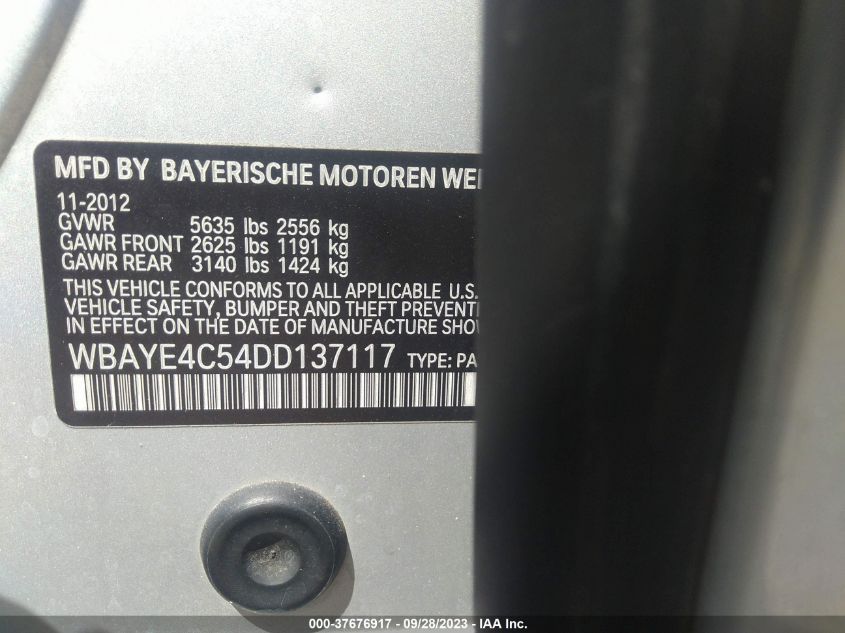 MFD BY BAYERISCHE MOTOREN
11-2012
GVWR 5635 lbs 2556 kg
GAWR FRONT 2625 lbs 1191 kg
GAWR REAR 3140 lbs 1424 kg
THIS VEHICLE CONFORMS TO ALL APPLICABLE U.S.
VEHICLE SAFETY, BUMPER AND THEFT PREVENTI
IN EFFECT ON THE DATE OF MANUFACTURE SHO
WBAYE4C54DD137117 TYPE: PA
000-37676917 - 09/28/2023 - IAA Inc.